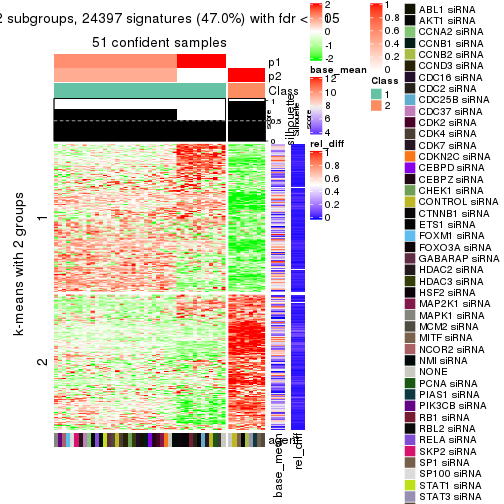 2 subgroups, 24397 signatures (47.0%) with fdr < 0.05
51 confident samples
p1
p2
Class
1
0.5
0
silhouette
score
k-means with 2 groups
1
2
agent
base_mean
rel_diff
2
1
0
-1
-2
base_mean
12
10
8
6
4
rel_diff
1
0.8
0.6
0.4
0.2
0
1
0.8
0.6
0.4
0.2
0
Class
1
2
ABL1 siRNA
AKT1 siRNA
CCNA2 siRNA
CCNB1 siRNA
CCNB2 siRNA
CCND3 siRNA
CDC16 siRNA
CDC2 siRNA
CDC25B siRNA
CDC37 siRNA
CDK2 siRNA
CDK4 siRNA
CDK7 siRNA
CDKN2C siRNA
CEBPD siRNA
CEBPZ siRNA
CHEK1 siRNA
CONTROL siRNA
CTNNB1 siRNA
ETS1 siRNA
FOXM1 siRNA
FOXO3A siRNA
GABARAP siRNA
HDAC2 siRNA
HDAC3 siRNA
HSF2 siRNA
MAP2K1 siRNA
MAPK1 siRNA
MCM2 siRNA
MITF siRNA
NCOR2 siRNA
NMI siRNA
NONE
PCNA siRNA
PIAS1 siRNA
PIK3CB siRNA
RB1 siRNA
RBL2 siRNA
RELA siRNA
SKP2 siRNA
SP1 siRNA
SP100 siRNA
STAT1 siRNA
STAT3 siRNA